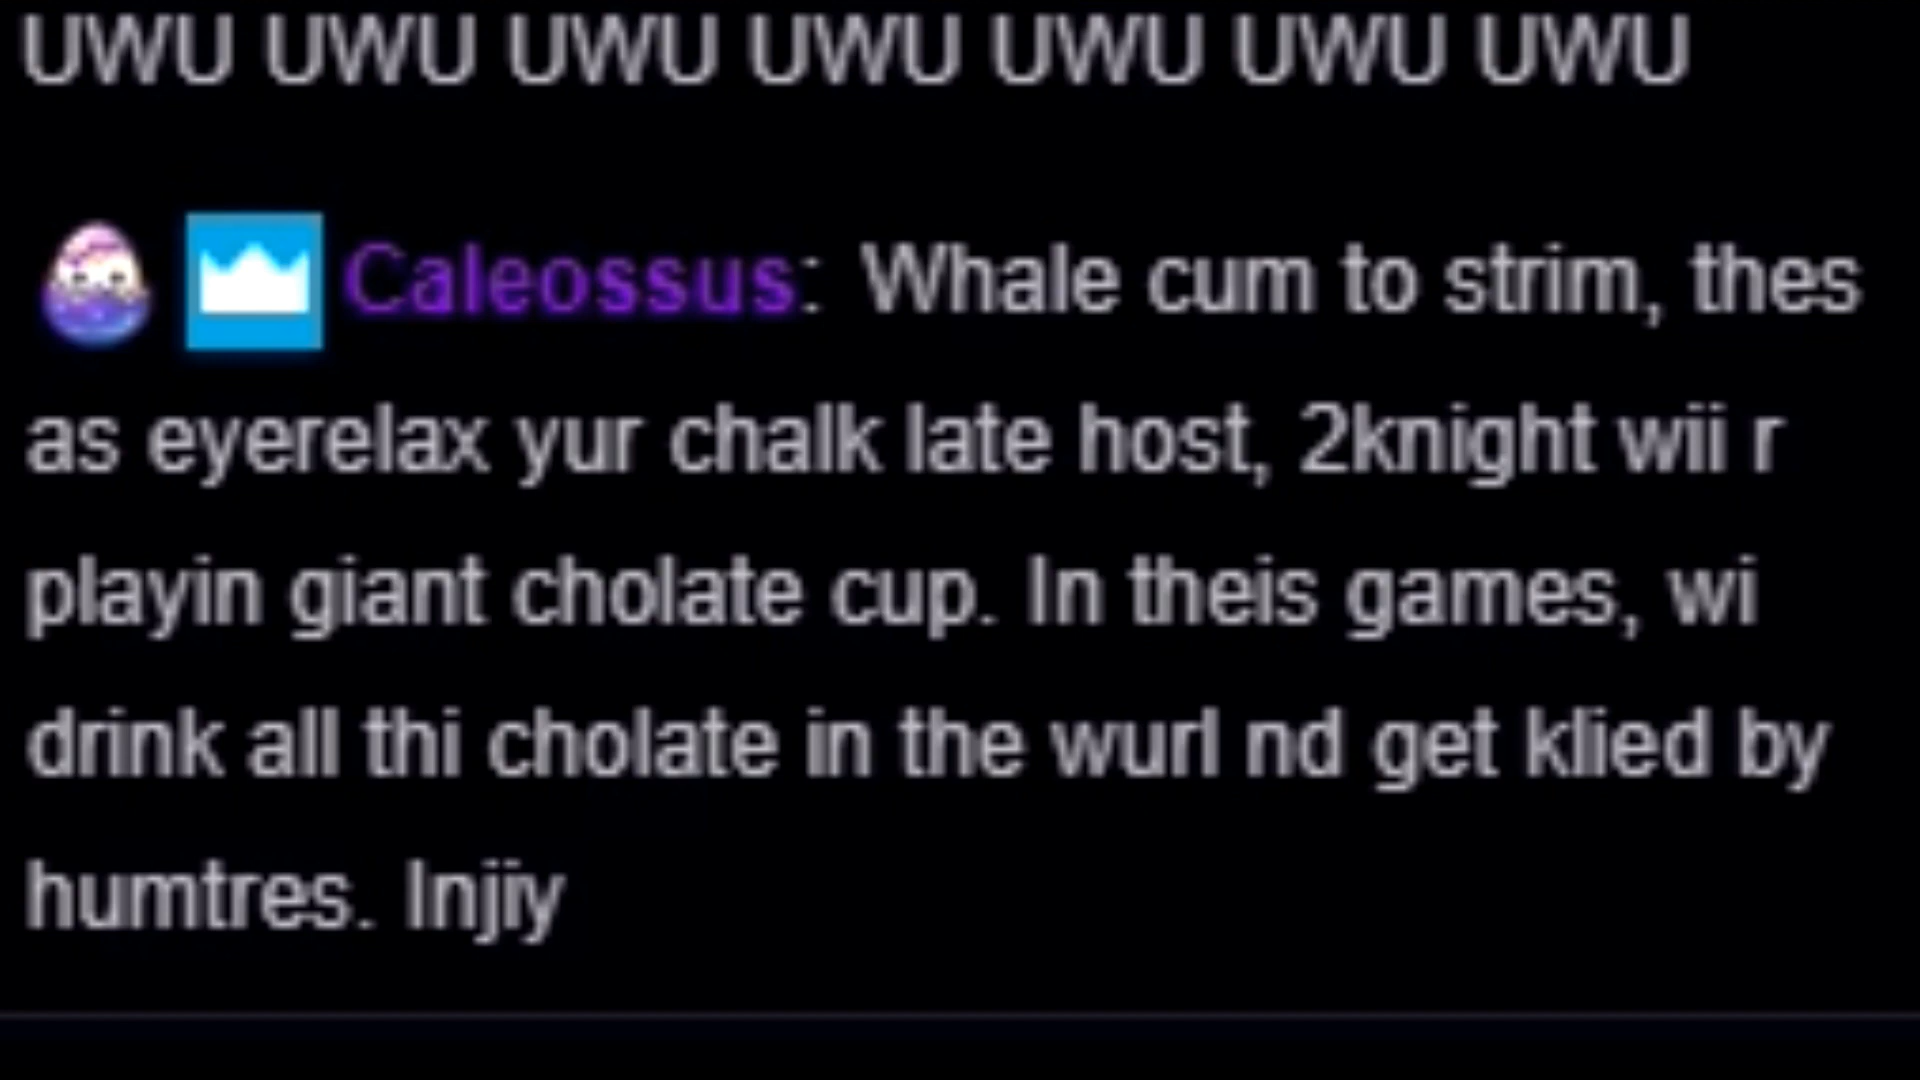 UWU UWU UWU UWU UWU UWU UWU
Caleossus: Whale cum to strim, thes
as eyerelax yur chalk late host, 2knight wii r
playin giant cholate cup. In theis games, wi
drink all thi cholate in the wurl nd get klied by
humtres. Injiy